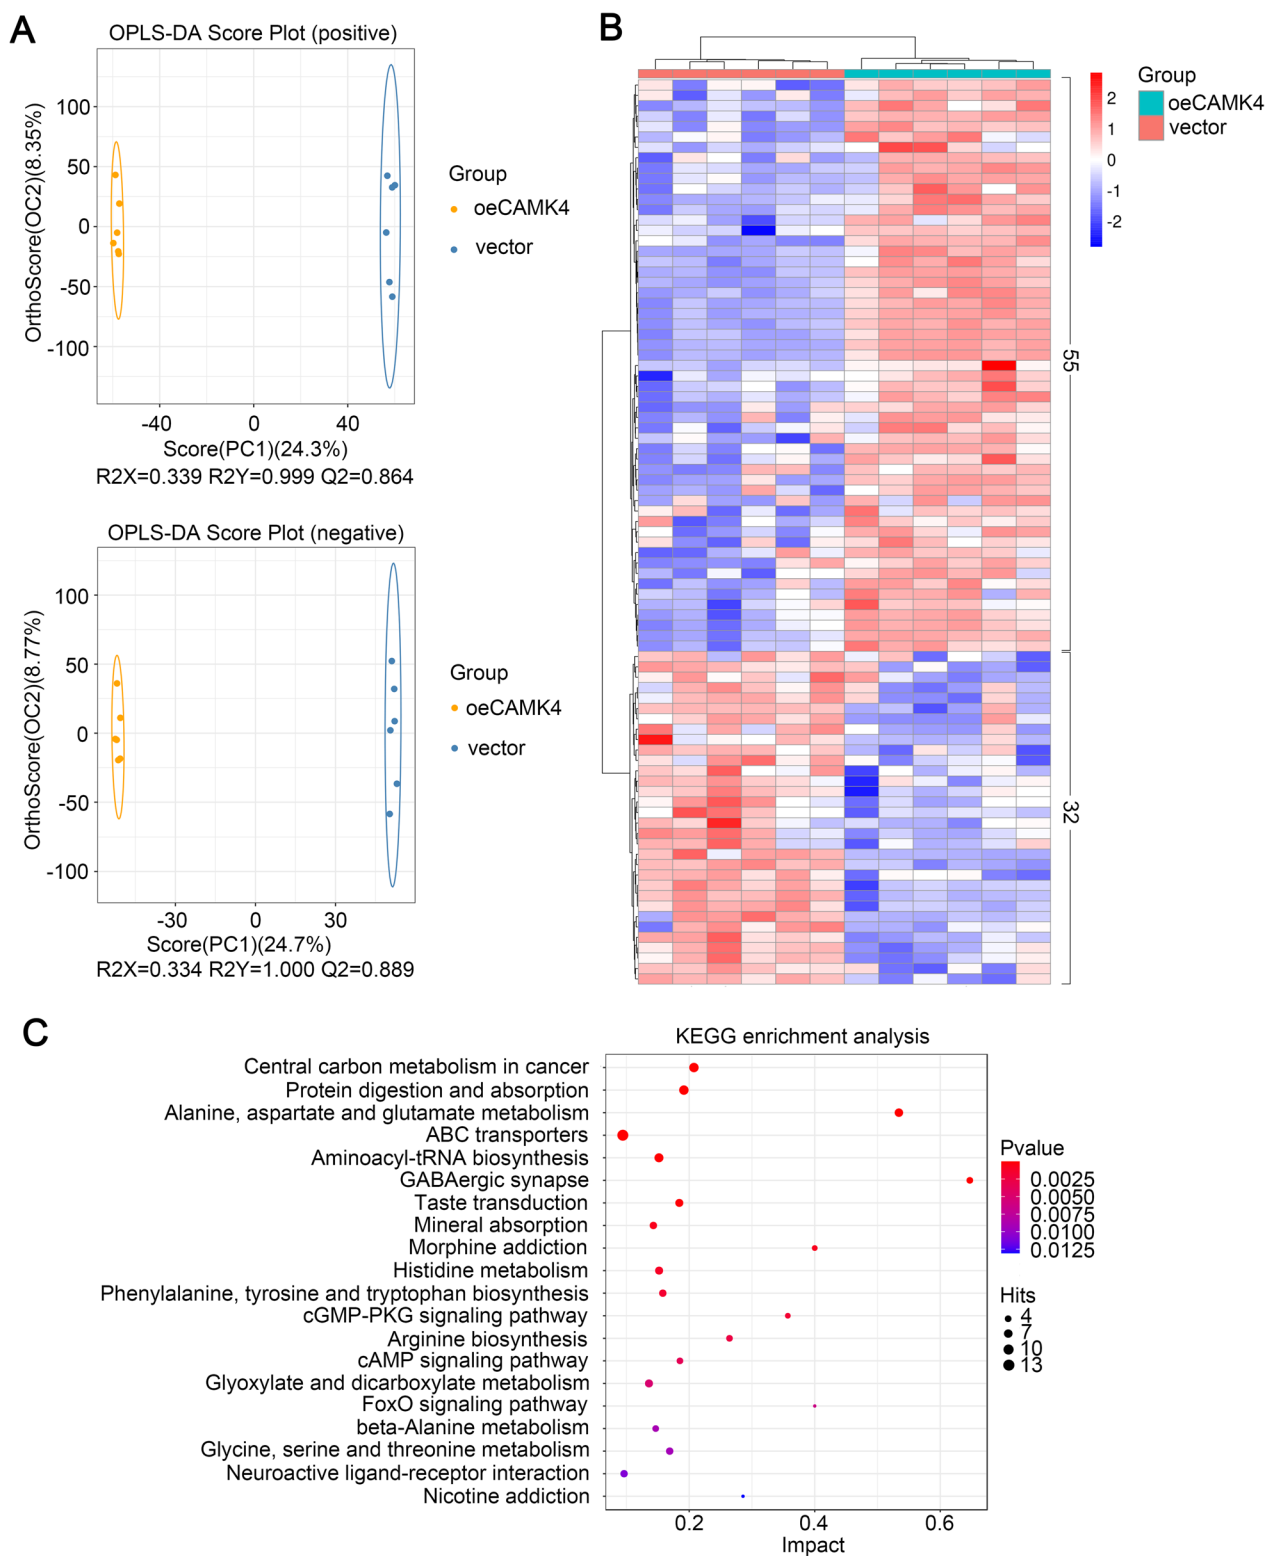 A
OPLS-DA Score Plot (positive)
OrthoScore(OC2)(8.35%)
100
50
0
-50
-100
-40
0
40
Score(PC1)(24.3%)
R2X=0.339 R2Y=0.999 Q2=0.864
Group
oeCAMK4
vector
OPLS-DA Score Plot (negative)
OrthoScore(OC2)(8.77%)
100
50
0
-50
-100
-30
0
30
Score(PC1)(24.7%)
R2X=0.334 R2Y=1.000 Q2=0.889
Group
oeCAMK4
vector
B
55
32
2
1
0
-1
-2
Group
oeCAMK4
vector
C
KEGG enrichment analysis
Central carbon metabolism in cancer
Protein digestion and absorption
Alanine, aspartate and glutamate metabolism
ABC transporters
Aminoacyl-tRNA biosynthesis
GABAergic synapse
Taste transduction
Mineral absorption
Morphine addiction
Histidine metabolism
Phenylalanine, tyrosine and tryptophan biosynthesis
cGMP-PKG signaling pathway
Arginine biosynthesis
cAMP signaling pathway
Glyoxylate and dicarboxylate metabolism
FoxO signaling pathway
beta-Alanine metabolism
Glycine, serine and threonine metabolism
Neuroactive ligand-receptor interaction
Nicotine addiction
0.2
0.4
0.6
Impact
Pvalue
0.0025
0.0050
0.0075
0.0100
0.0125
Hits
4
7
10
13